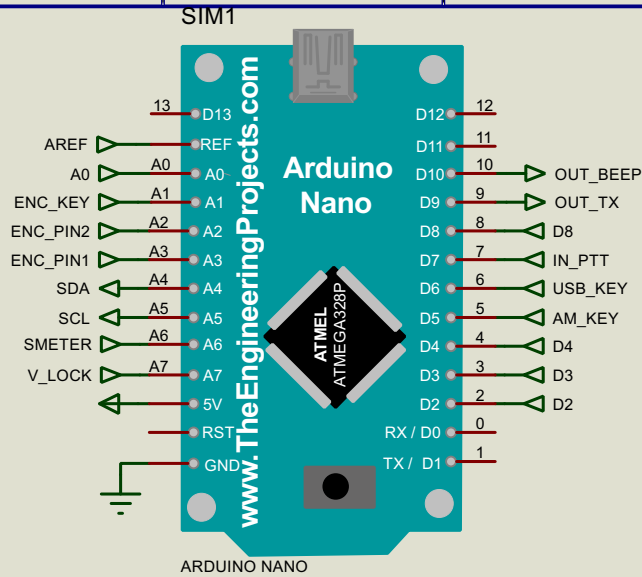 SIM1
13 D13 D12 12
AREF REF D11 11
A0 A0 A0 D10 10 OUT_BEEP
ENC_KEY A1 A1 D9 9 OUT_TX
ENC_PIN2 A2 A2 D8 8 D8
ENC_PIN1 A3 A3 D7 7 IN_PTT
SDA A4 A4 D6 6 USB_KEY
SCL A5 A5 D5 5 AM_KEY
SMETER A6 A6 D4 4 D4
V_LOCK A7 A7 D3 3 D3
5V D2 2 D2
RST RX / D0 0
GND TX / D1 1
www.TheEngineeringProjects.com
Arduino
Nano
ATMEL
ATMEGA328P
ARDUINO NANO